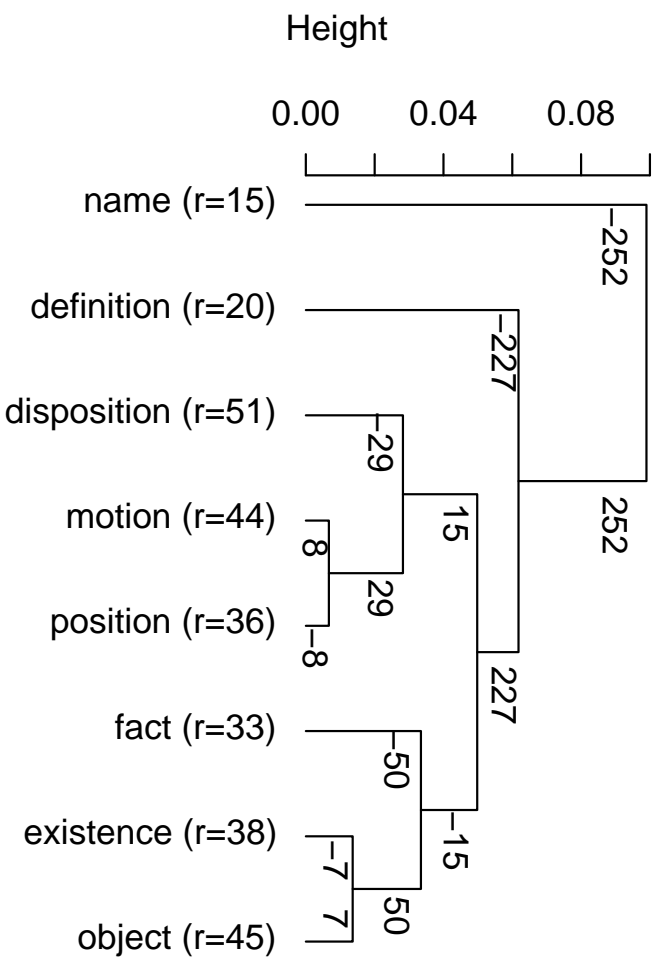 Height
0.00 0.04 0.08
name (r=15)
−252
definition (r=20)
−227
disposition (r=51)
−29
252
15
motion (r=44)
8
29
position (r=36)
−8
227
fact (r=33)
−50
existence (r=38)
−7
−15
50
7
object (r=45)